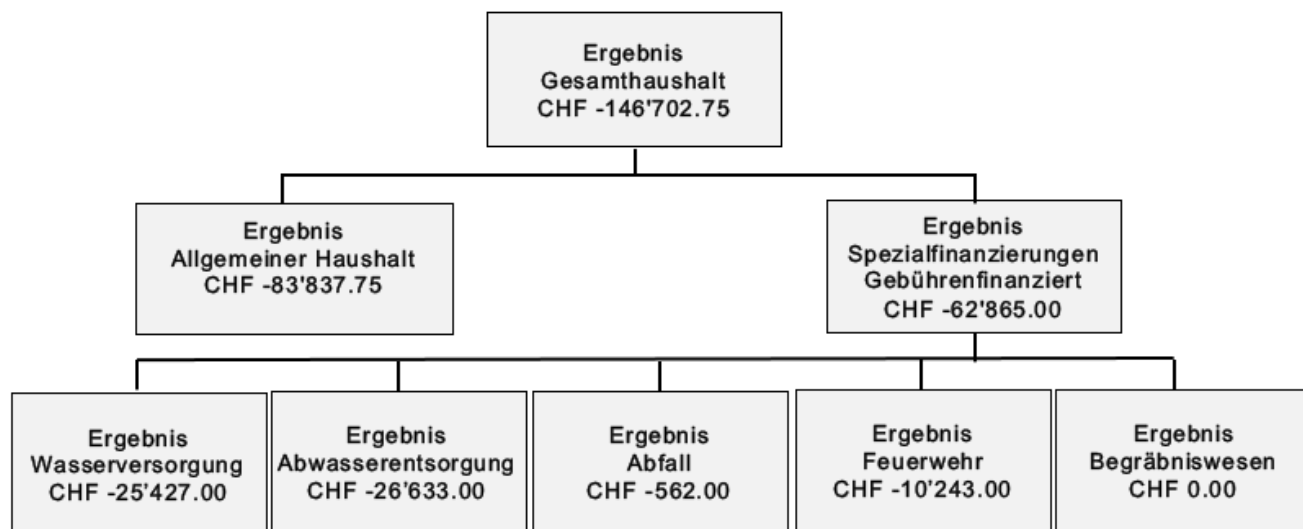 Ergebnis
Gesamthaushalt
CHF -146'702.75
Ergebnis
Allgemeiner Haushalt
CHF -83'837.75
Ergebnis
Spezialfinanzierungen
Gebührenfinanziert
CHF -62'865.00
Ergebnis
Wasserversorgung
CHF -25'427.00
Ergebnis
Abwasserentsorgung
CHF -26'633.00
Ergebnis
Abfall
CHF -562.00
Ergebnis
Feuerwehr
CHF -10’243.00
Ergebnis
Begräbniswesen
CHF 0.00